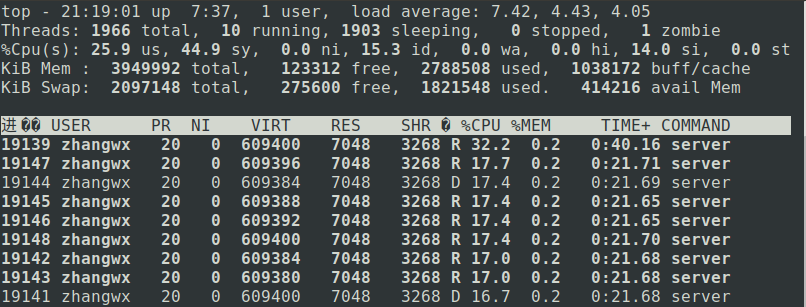 top - 21:19:01 up  7:37,  1 user,  load average: 7.42, 4.43, 4.05
Threads: 1966 total,  10 running, 1903 sleeping,   0 stopped,   1 zombie
%Cpu(s): 25.9 us, 44.9 sy,  0.0 ni, 15.3 id,  0.0 wa,  0.0 hi, 14.0 si,  0.0 st
KiB Mem :  3949992 total,   123312 free,  2788508 used,  1038172 buff/cache
KiB Swap:  2097148 total,   275600 free,  1821548 used.   414216 avail Mem
进�� USER      PR  NI    VIRT    RES    SHR � %CPU %MEM     TIME+ COMMAND
19139 zhangwx   20   0  609400   7048   3268 R 32.2  0.2   0:40.16 server
19147 zhangwx   20   0  609396   7048   3268 R 17.7  0.2   0:21.71 server
19144 zhangwx   20   0  609384   7048   3268 D 17.4  0.2   0:21.69 server
19145 zhangwx   20   0  609388   7048   3268 R 17.4  0.2   0:21.65 server
19146 zhangwx   20   0  609392   7048   3268 R 17.4  0.2   0:21.65 server
19148 zhangwx   20   0  609400   7048   3268 R 17.4  0.2   0:21.70 server
19142 zhangwx   20   0  609384   7048   3268 R 17.0  0.2   0:21.68 server
19143 zhangwx   20   0  609380   7048   3268 R 17.0  0.2   0:21.68 server
19141 zhangwx   20   0  609384   7048   3268 D 16.7  0.2   0:21.68 server